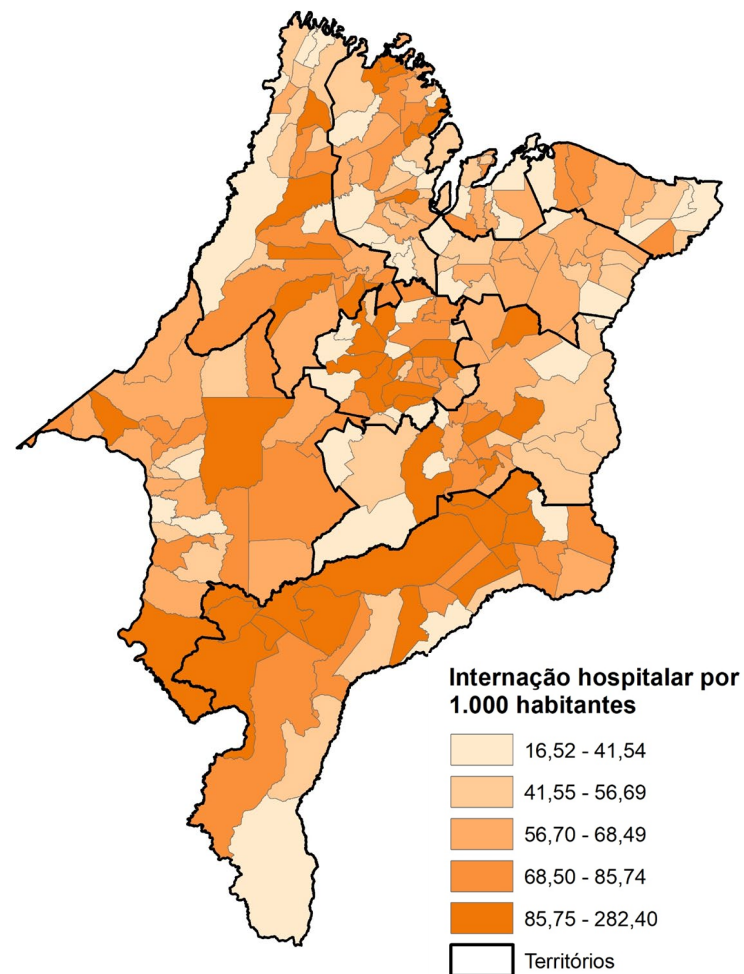 Internação hospitalar por
1.000 habitantes
16,52 - 41,54
41,55 - 56,69
56,70 - 68,49
68,50 - 85,74
85,75 - 282,40
Territórios